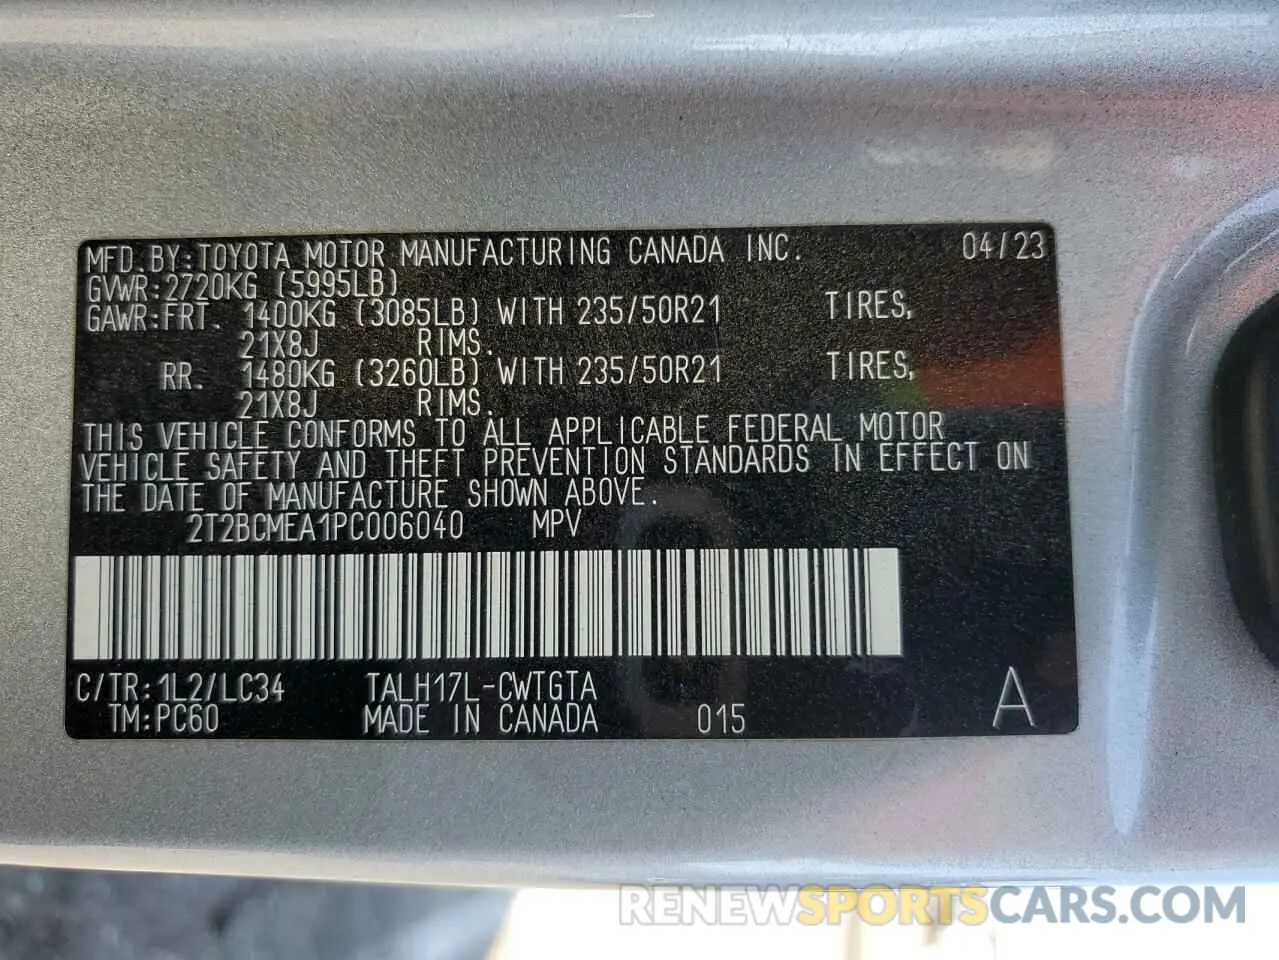 MFD.BY:TOYOTA MOTOR MANUFACTURING CANADA INC. 04/23
GVWR:2720KG (5995LB)
GAWR:FRT. 1400KG (3085LB) WITH 235/50R21 TIRES,
21X8J RIMS.
RR. 1480KG (3260LB) WITH 235/50R21 TIRES,
21X8J RIMS.
THIS VEHICLE CONFORMS TO ALL APPLICABLE FEDERAL MOTOR
VEHICLE SAFETY AND THEFT PREVENTION STANDARDS IN EFFECT ON
THE DATE OF MANUFACTURE SHOWN ABOVE.
2T2BCMEA1PC006040 MPV
C/TR:1L2/LC34 TALH17L-CWTGTA
TM:PC60 MADE IN CANADA 015 A
RENEWSPORTSCARS.COM